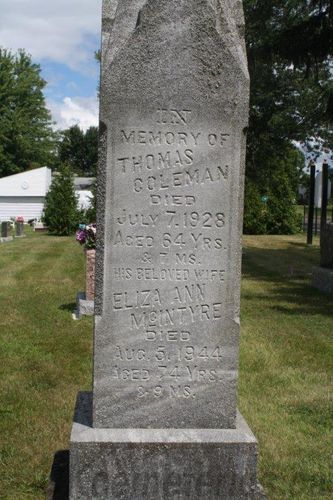 IN
MEMORY OF
THOMAS
COLEMAN
DIED
JULY 7, 1928
AGED 64 YRS.
& 7 MS.
HIS BELOVED WIFE
ELIZA ANN
MCINTYRE
DIED
AUG. 5, 1944
AGED 74 YRS.
& 9 MS.